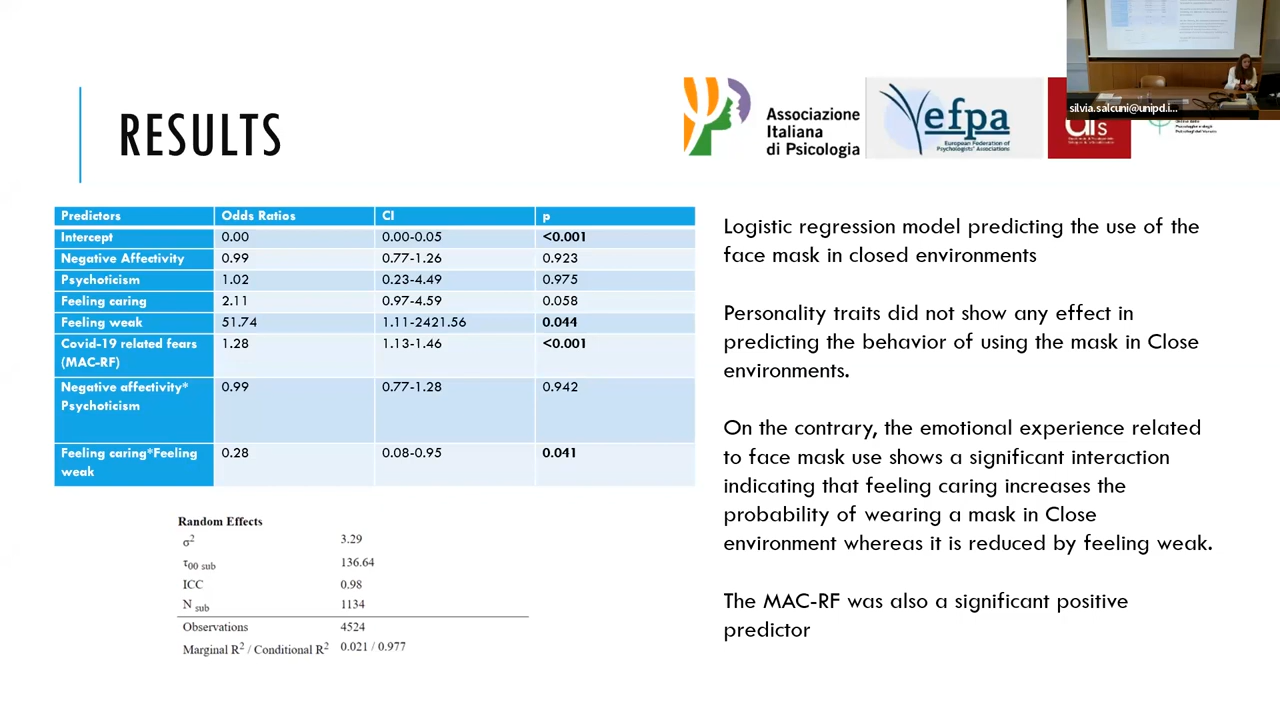 silvia.salcuni@unipd.i...
Associazione
Italiana
di Psicologia
efpa
European Federation of
Psychologists' Associations
RESULTS
Predictors Odds Ratios CI p
Intercept 0.00 0.00-0.05 <0.001
Negative Affectivity 0.99 0.77-1.26 0.923
Psychoticism 1.02 0.23-4.49 0.975
Feeling caring 2.11 0.97-4.59 0.058
Feeling weak 51.74 1.11-2421.56 0.044
Covid-19 related fears 1.28 1.13-1.46 <0.001
(MAC-RF)
Negative affectivity* 0.99 0.77-1.28 0.942
Psychoticism
Feeling caring*Feeling 0.28 0.08-0.95 0.041
weak
Random Effects
σ2 3.29
τ00 sub 136.64
ICC 0.98
N sub 1134
Observations 4524
Marginal R2 / Conditional R2 0.021 / 0.977
Logistic regression model predicting the use of the
face mask in closed environments
Personality traits did not show any effect in
predicting the behavior of using the mask in Close
environments.
On the contrary, the emotional experience related
to face mask use shows a significant interaction
indicating that feeling caring increases the
probability of wearing a mask in Close
environment whereas it is reduced by feeling weak.
The MAC-RF was also a significant positive
predictor